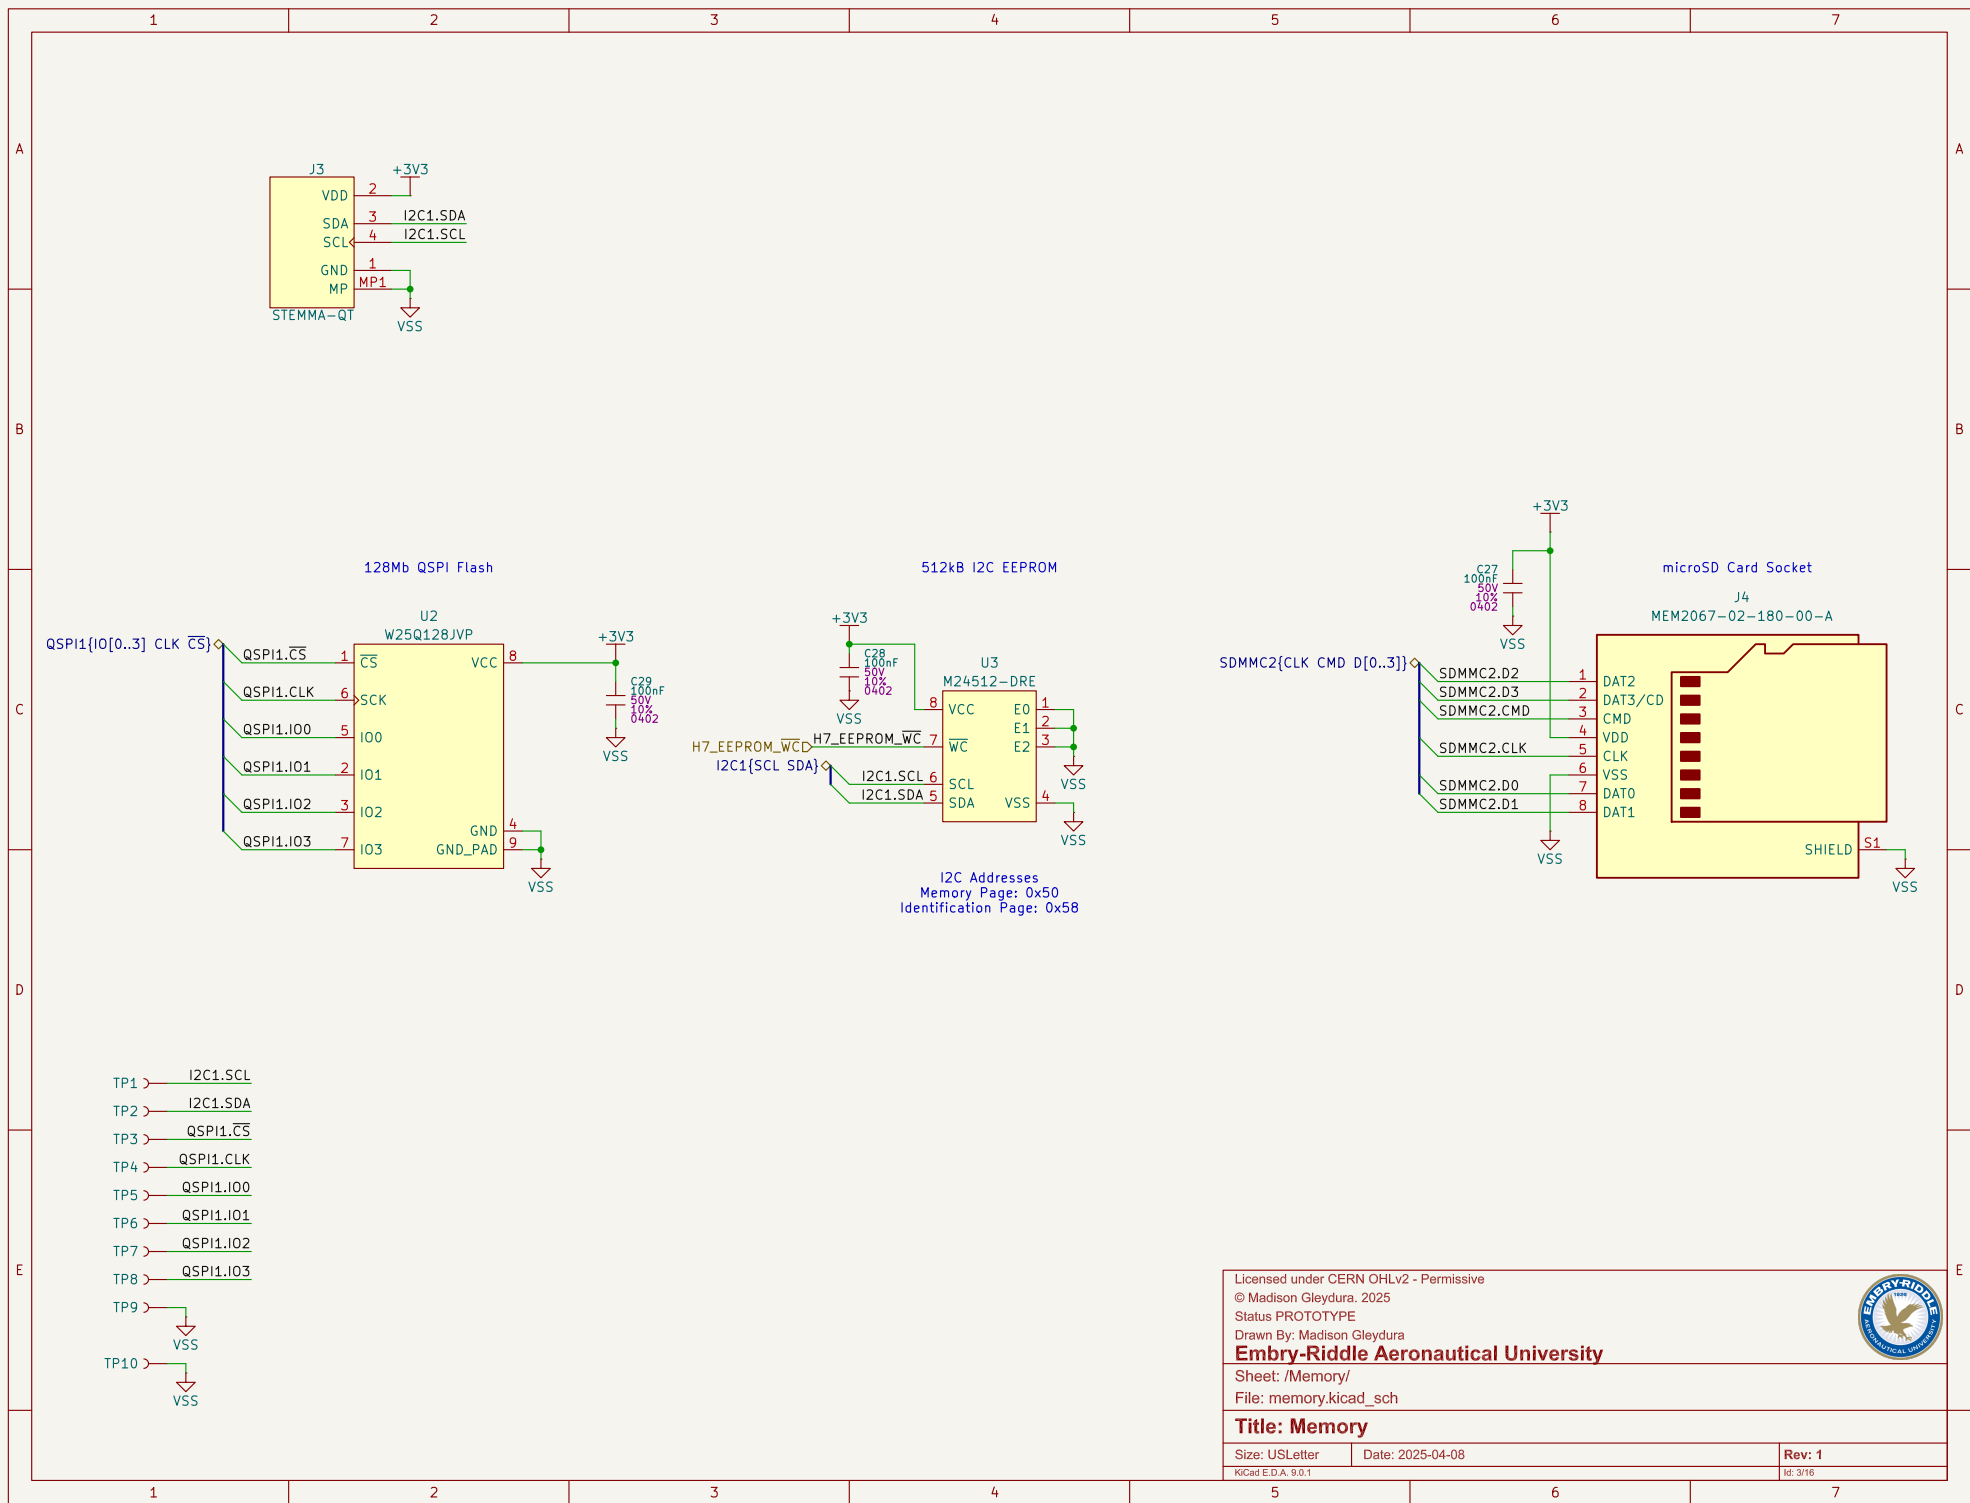 1 2 3 4 5 6 7
A A
J3 +3V3
VDD 2
SDA 3 I2C1.SDA
SCL 4 I2C1.SCL
GND 1
MP MP1
STEMMA-QT
VSS
B B
+3V3
128Mb QSPI Flash
U2
W25Q128JVP
QSPI1{IO[0..3] CLK CS}
QSPI1.CS 1 CS
QSPI1.CLK 6 SCK
QSPI1.IO0 5 IO0
QSPI1.IO1 2 IO1
QSPI1.IO2 3 IO2
QSPI1.IO3 7 IO3
VCC 8
GND 4
GND_PAD 9
VSS
+3V3
C29
100nF
50V
10%
0402
VSS
512kB I2C EEPROM
+3V3
C28
100nF
50V
10%
0402
VSS
U3
M24512-DRE
8 VCC
H7_EEPROM_WC H7_EEPROM_WC 7 WC
I2C1{SCL SDA}
I2C1.SCL 6 SCL
I2C1.SDA 5 SDA
E0 1
E1 2
E2 3
VSS
VSS 4
VSS
I2C Addresses
Memory Page: 0x50
Identification Page: 0x58
C27
100nF
50V
10%
0402
VSS
microSD Card Socket
J4
MEM2067-02-180-00-A
SDMMC2{CLK CMD D[0..3]}
SDMMC2.D2 1 DAT2
SDMMC2.D3 2 DAT3/CD
SDMMC2.CMD 3 CMD
4 VDD
SDMMC2.CLK 5 CLK
6 VSS
SDMMC2.D0 7 DAT0
SDMMC2.D1 8 DAT1
VSS
SHIELD S1
VSS
C C
D D
TP1 I2C1.SCL
TP2 I2C1.SDA
TP3 QSPI1.CS
TP4 QSPI1.CLK
TP5 QSPI1.IO0
TP6 QSPI1.IO1
TP7 QSPI1.IO2
TP8 QSPI1.IO3
TP9
VSS
TP10
VSS
E E
Licensed under CERN OHLv2 - Permissive
© Madison Gleydura. 2025
Status PROTOTYPE
Drawn By: Madison Gleydura
Embry-Riddle Aeronautical University
EMBRY-RIDDLE
1926
AERONAUTICAL UNIVERSITY
Sheet: /Memory/
File: memory.kicad_sch
Title: Memory
Size: USLetter Date: 2025-04-08 Rev: 1
KiCad E.D.A. 9.0.1 Id: 3/16
1 2 3 4 5 6 7